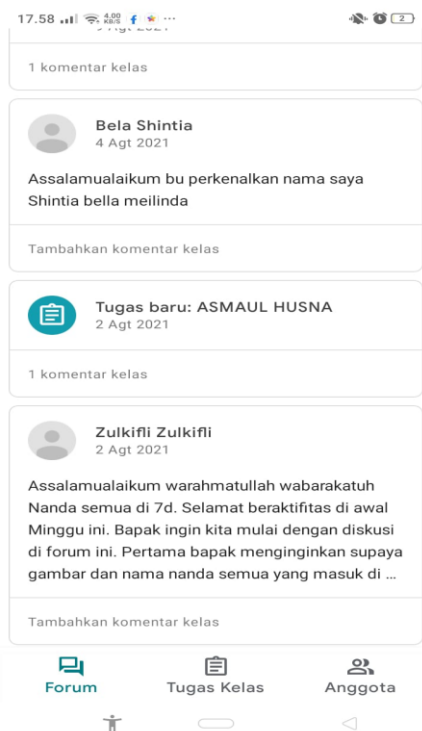 17.58 4.00 KB/S f ... 2
1 komentar kelas
Bela Shintia
4 Agt 2021
Assalamualaikum bu perkenalkan nama saya
Shintia bella meilinda
Tambahkan komentar kelas
Tugas baru: ASMAUL HUSNA
2 Agt 2021
1 komentar kelas
Zulkifli Zulkifli
2 Agt 2021
Assalamualaikum warahmatullah wabarakatuh
Nanda semua di 7d. Selamat beraktifitas di awal
Minggu ini. Bapak ingin kita mulai dengan diskusi
di forum ini. Pertama bapak menginginkan supaya
gambar dan nama nanda semua yang masuk di ...
Tambahkan komentar kelas
Forum Tugas Kelas Anggota